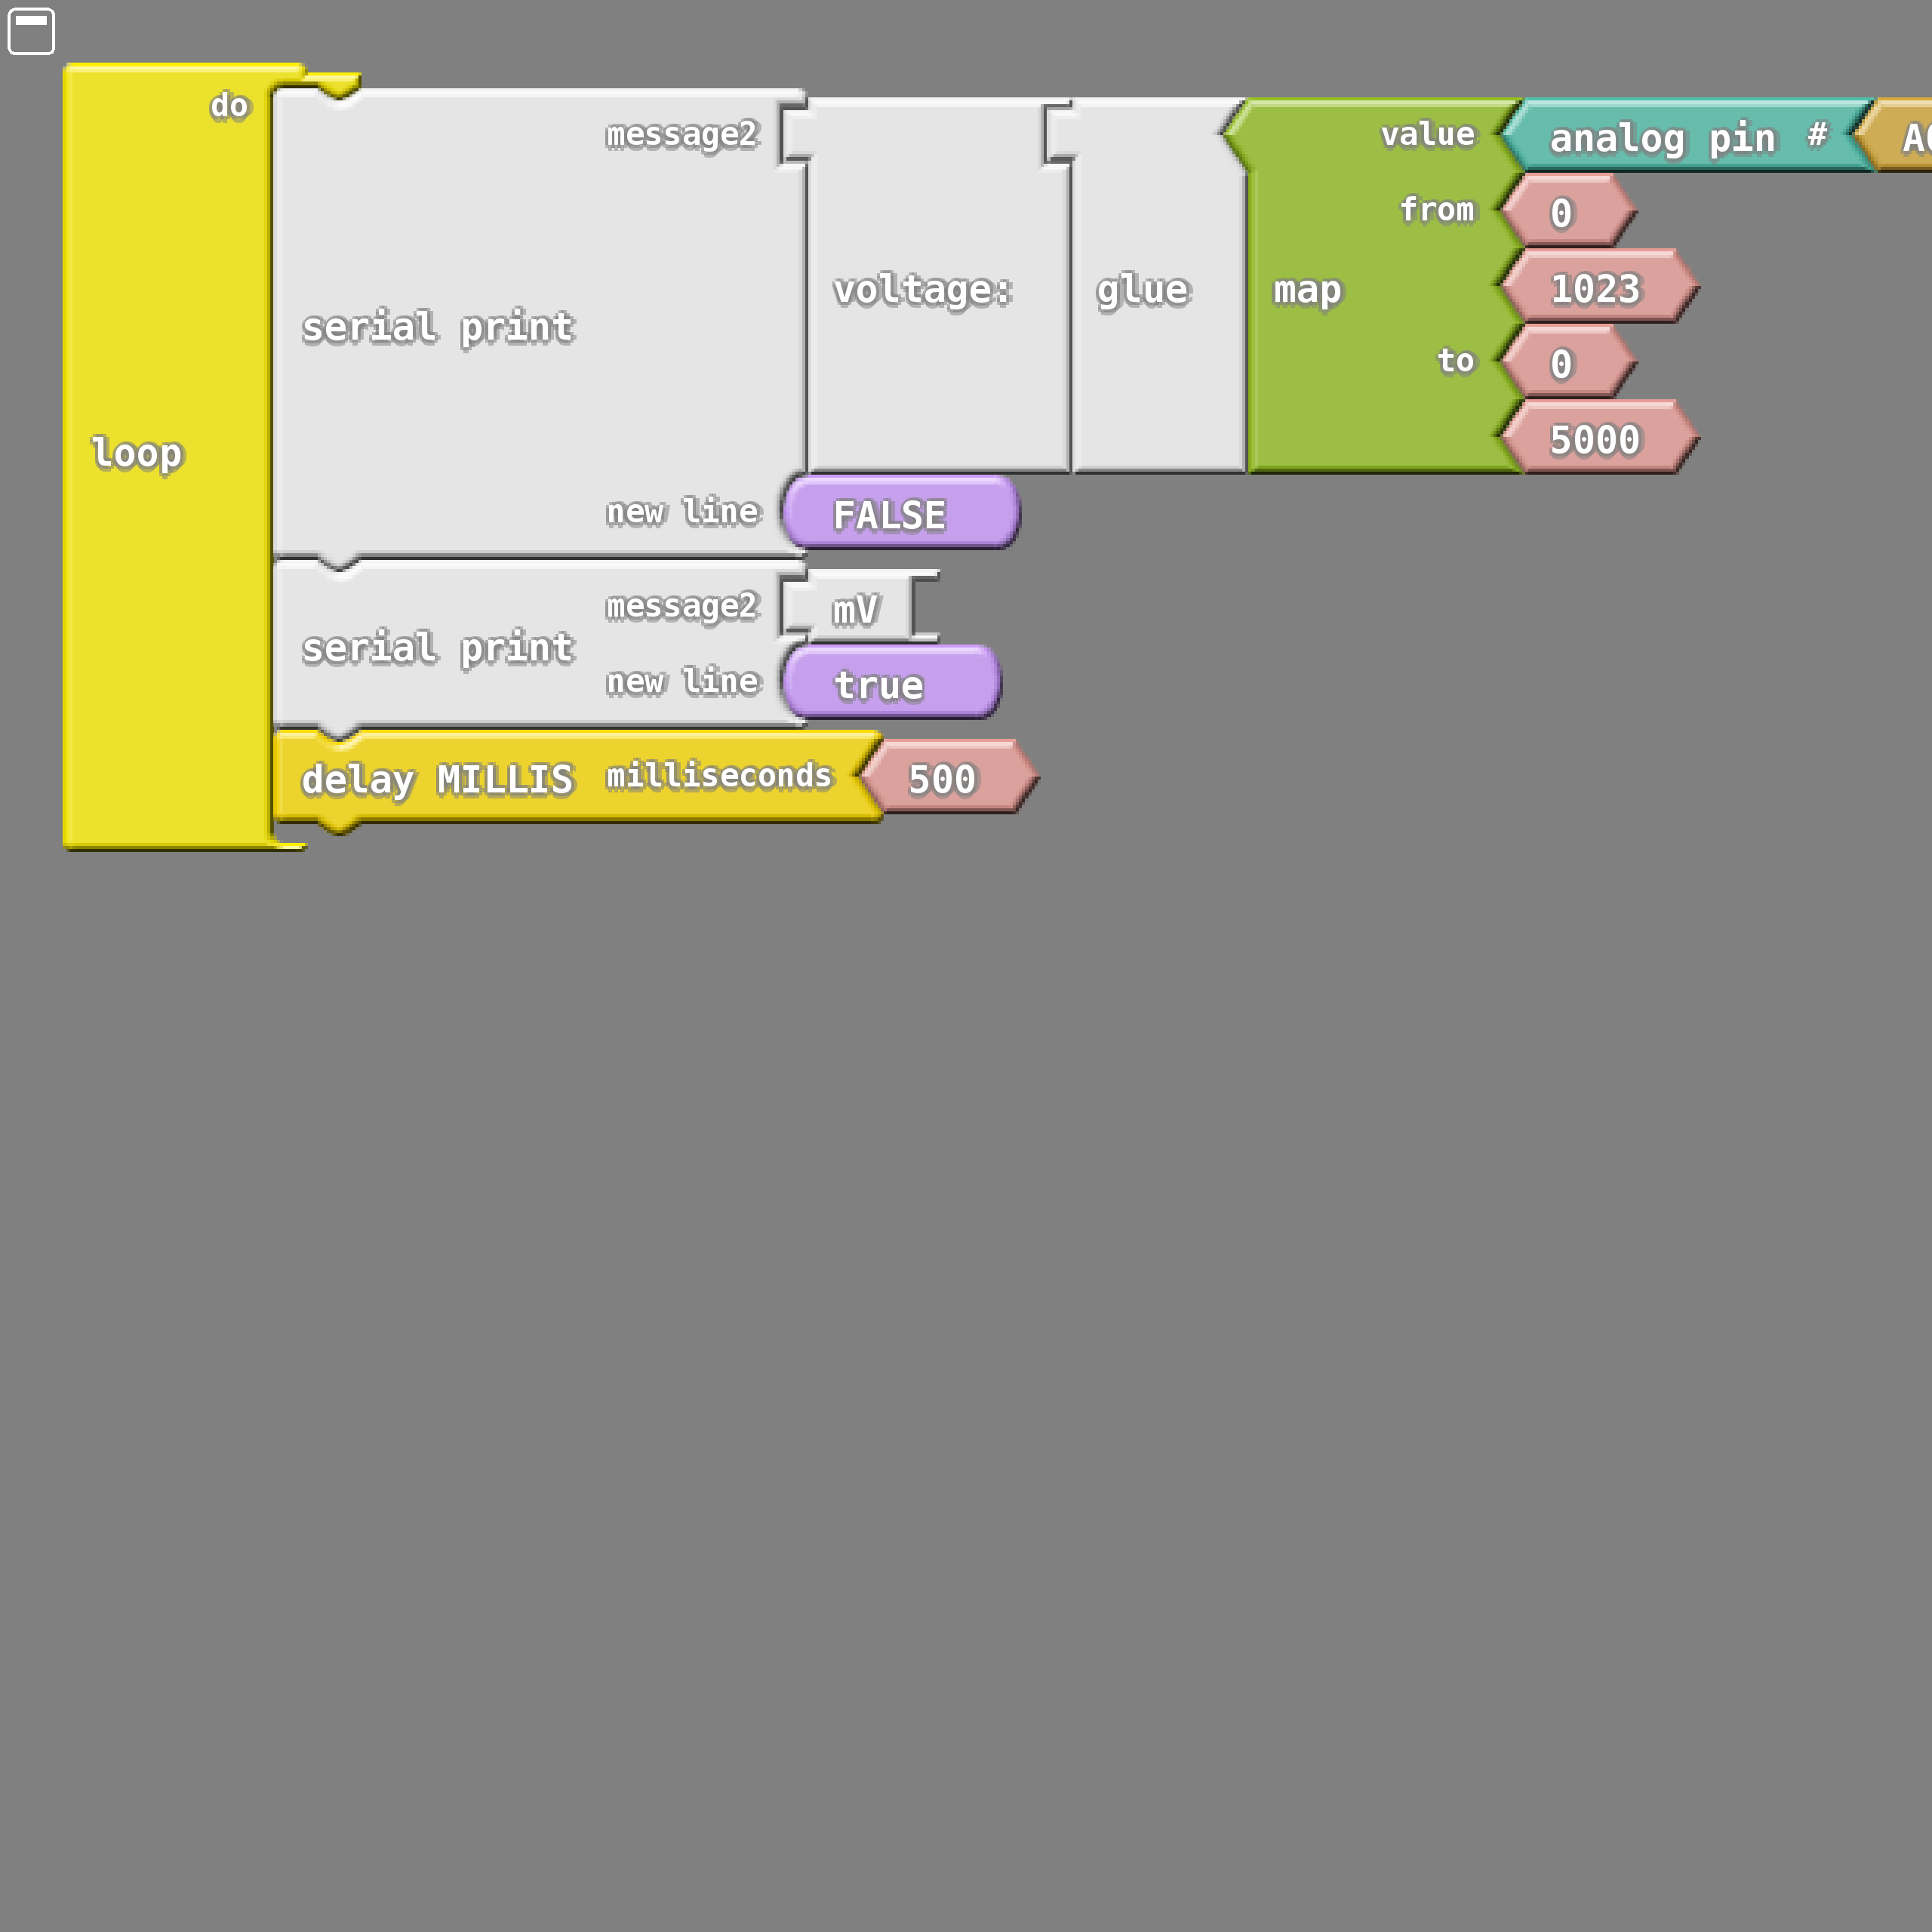 do
message2
value
analog pin #
from
0
voltage:
glue
map
1023
serial print
to
0
loop
5000
new line
FALSE
message2
mV
serial print
new line
true
delay MILLIS milliseconds
500